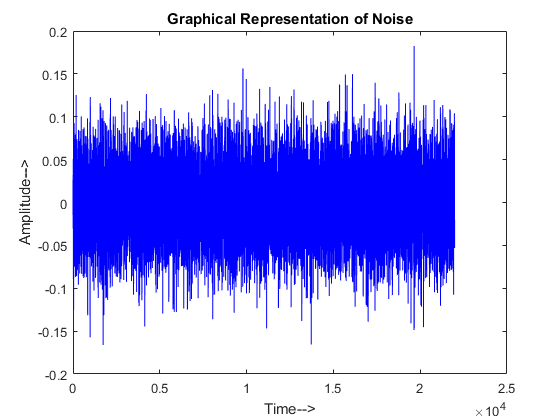 Graphical Representation of Noise
0.2
0.15
0.1
0.05
0
-0.05
-0.1
-0.15
-0.2
Amplitude-->
0 0.5 1 1.5 2 2.5
×10^4
Time-->